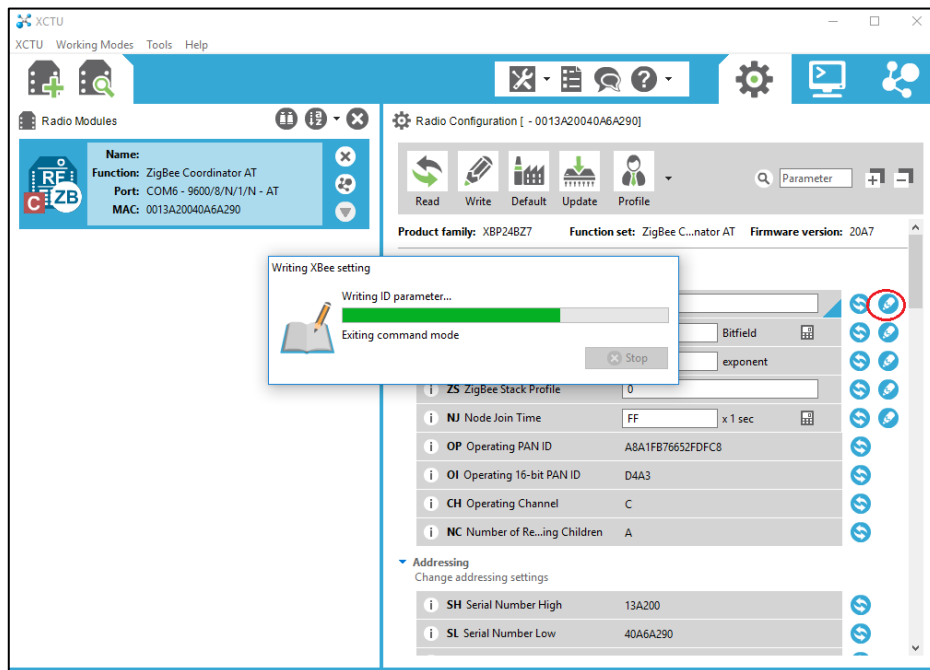 XCTU
XCTU Working Modes Tools Help
Radio Modules
Radio Configuration [ - 0013A20040A6A290]
Name:
Function: ZigBee Coordinator AT
Port: COM6 - 9600/8/N/1/N - AT
MAC: 0013A20040A6A290
RF
C ZB
Read Write Default Update Profile
Parameter
Product family: XBP24BZ7 Function set: ZigBee C...nator AT Firmware version: 20A7
Writing XBee setting
Writing ID parameter...
Exiting command mode
Stop
Bitfield
exponent
i ZS ZigBee Stack Profile 0
i NJ Node Join Time FF x 1 sec
i OP Operating PAN ID A8A1FB76652FDFC8
i OI Operating 16-bit PAN ID D4A3
i CH Operating Channel C
i NC Number of Re...ing Children A
Addressing
Change addressing settings
i SH Serial Number High 13A200
i SL Serial Number Low 40A6A290